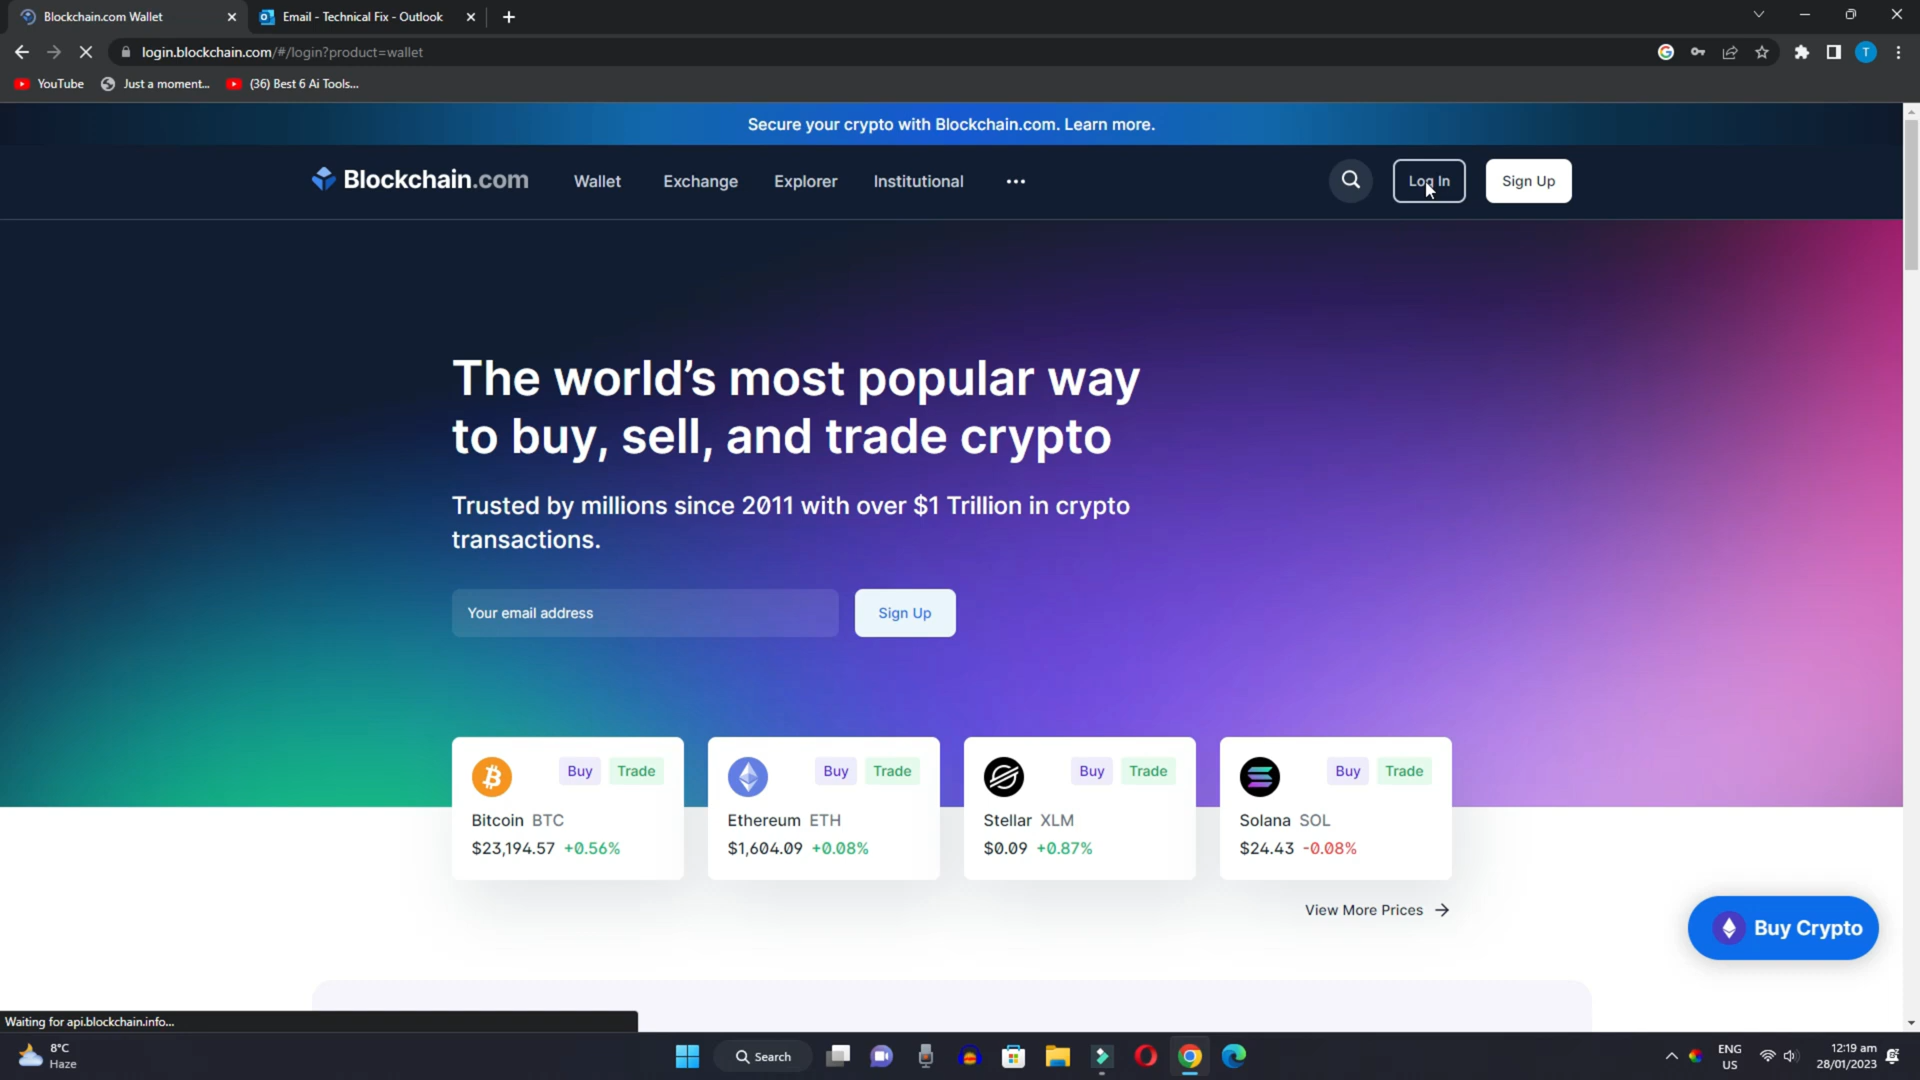 Blockchain.com Wallet
Email - Technical Fix - Outlook
login.blockchain.com/#/login?product=wallet
T
YouTube
Just a moment...
(36) Best 6 Ai Tools...
Secure your crypto with Blockchain.com. Learn more.
Blockchain.com
Wallet
Exchange
Explorer
Institutional
Log In
Sign Up
The world's most popular way
to buy, sell, and trade crypto
Trusted by millions since 2011 with over $1 Trillion in crypto
transactions.
Your email address
Sign Up
Buy Trade
Bitcoin BTC
$23,194.57 +0.56%
Buy Trade
Ethereum ETH
$1,604.09 +0.08%
Buy Trade
Stellar XLM
$0.09 +0.87%
Buy Trade
Solana SOL
$24.43 -0.08%
View More Prices
Buy Crypto
Waiting for api.blockchain.info...
8°C
Haze
Search
ENG
US
12:19 am
28/01/2023